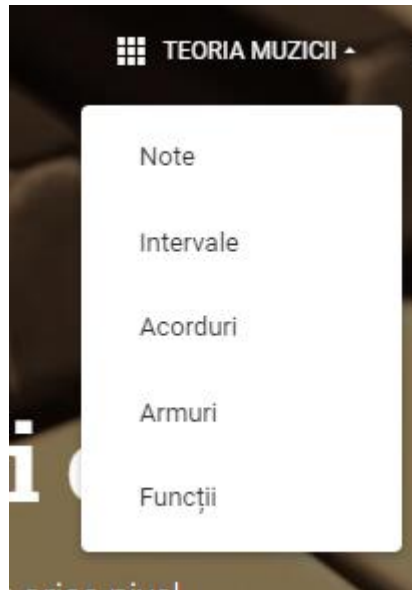 TEORIA MUZICII
Note
Intervale
Acorduri
Armuri
Funcții